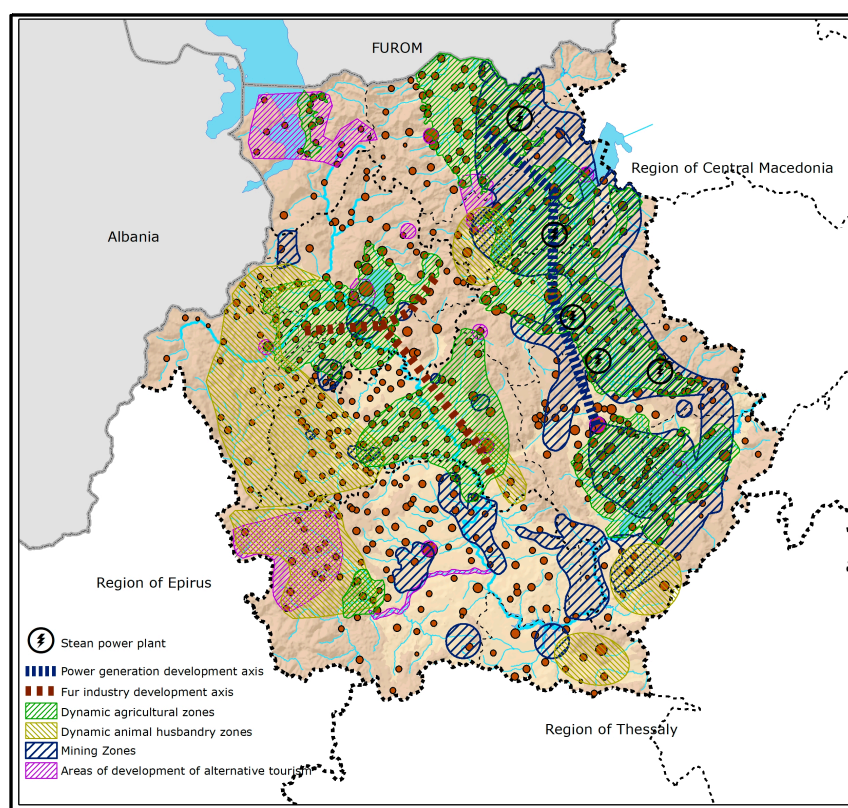 FUROM
Region of Central Macedonia
Albania
Region of Epirus
Stean power plant
Power generation development axis
Fur industry development axis
Dynamic agricultural zones
Dynamic animal husbandry zones
Mining Zones
Areas of development of alternative tourism
Region of Thessaly